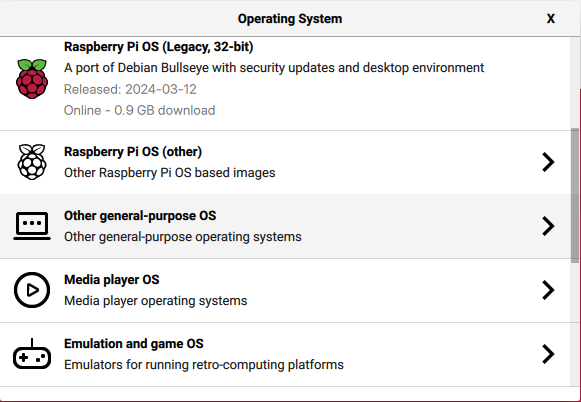 Operating System
X
Raspberry Pi OS (Legacy, 32-bit)
A port of Debian Bullseye with security updates and desktop environment
Released: 2024-03-12
Online - 0.9 GB download
Raspberry Pi OS (other)
Other Raspberry Pi OS based images
Other general-purpose OS
Other general-purpose operating systems
Media player OS
Media player operating systems
Emulation and game OS
Emulators for running retro-computing platforms